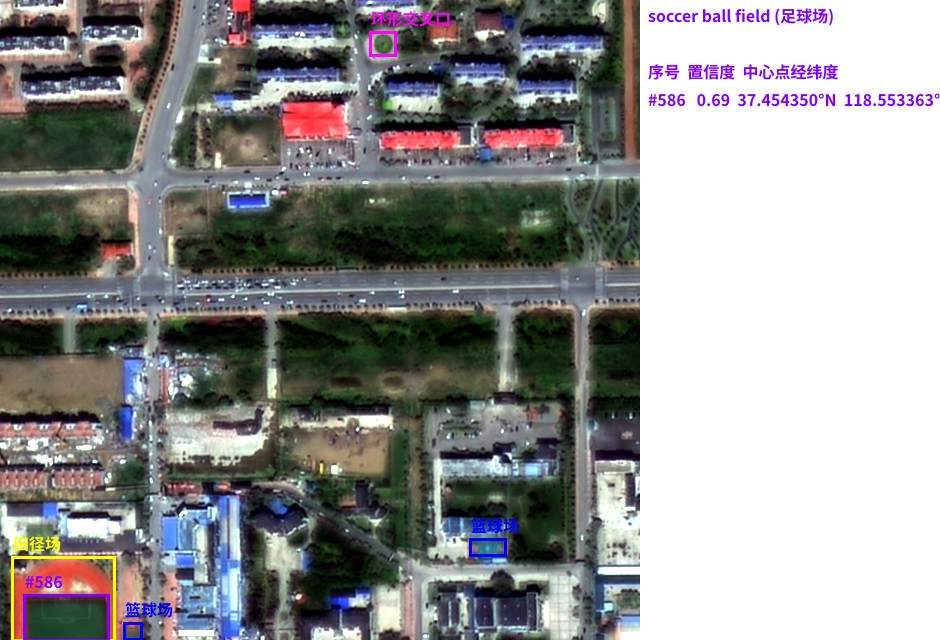 soccer ball field (足球场)
序号 置信度 中心点经纬度
#586 0.69 37.454350°N 118.553363°
环形交叉口
篮球场
田径场
#586
篮球场